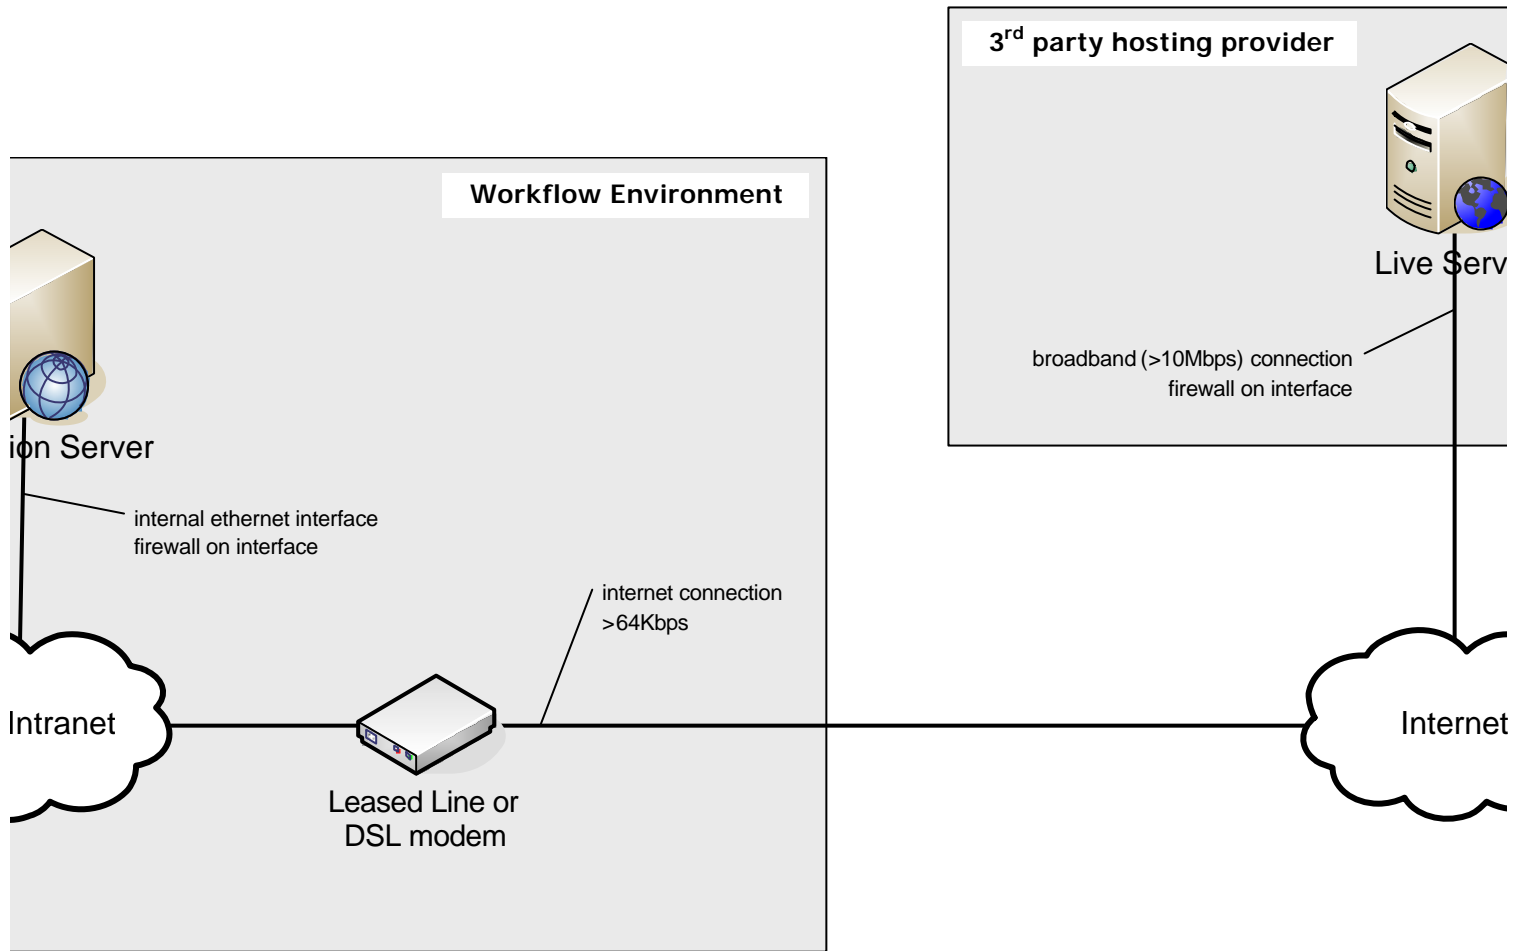 3rd party hosting provider
Workflow Environment
Live Serv
broadband (>10Mbps) connection
firewall on interface
ion Server
internal ethernet interface
firewall on interface
internet connection
>64Kbps
Intranet
Internet
Leased Line or
DSL modem